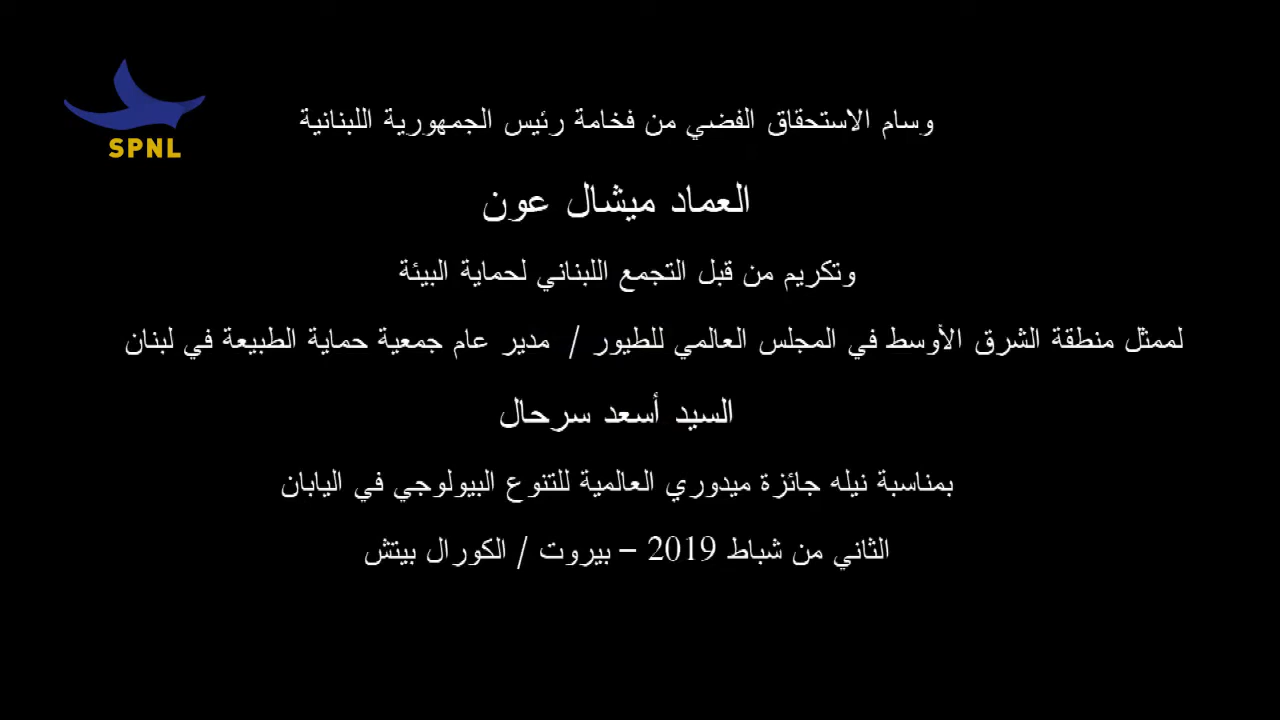 SPNL
وسام الاستحقاق الفضي من فخامة رئيس الجمهورية اللبنانية
العماد ميشال عون
وتكريم من قبل التجمع اللبناني لحماية البيئة
لممثل منطقة الشرق الأوسط في المجلس العالمي للطيور / مدير عام جمعية حماية الطبيعة في لبنان
السيد أسعد سرحال
بمناسبة نيله جائزة ميدوري العالمية للتنوع البيولوجي في اليابان
الثاني من شباط 2019 – بيروت / الكورال بيتش